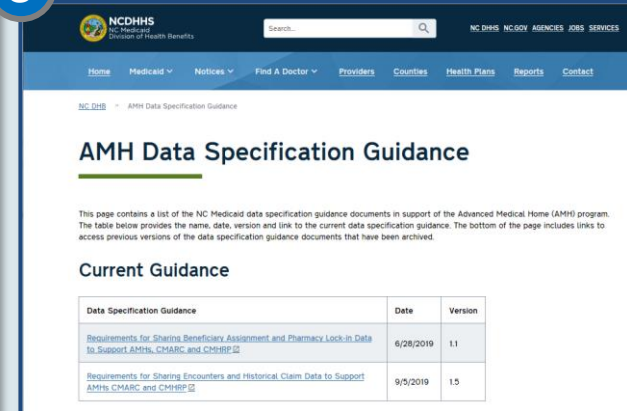 NCDHHS
NC Medicaid
Division of Health Benefits
Search...
NC DHHS NC.GOV AGENCIES JOBS SERVICES
Home Medicaid Notices Find A Doctor Providers Counties Health Plans Reports Contact
NC DHB AMH Data Specification Guidance
AMH Data Specification Guidance
This page contains a list of the NC Medicaid data specification guidance documents in support of the Advanced Medical Home (AMH) program.
The table below provides the name, date, version and link to the current data specification guidance. The bottom of the page includes links to
access previous versions of the data specification guidance documents that have been archived.
Current Guidance
Data Specification Guidance Date Version
Requirements for Sharing Beneficiary Assignment and Pharmacy Lock-in Data
to Support AMHs, CMARC and CMHRP 6/28/2019 1.1
Requirements for Sharing Encounters and Historical Claim Data to Support
AMHs CMARC and CMHRP 9/5/2019 1.5